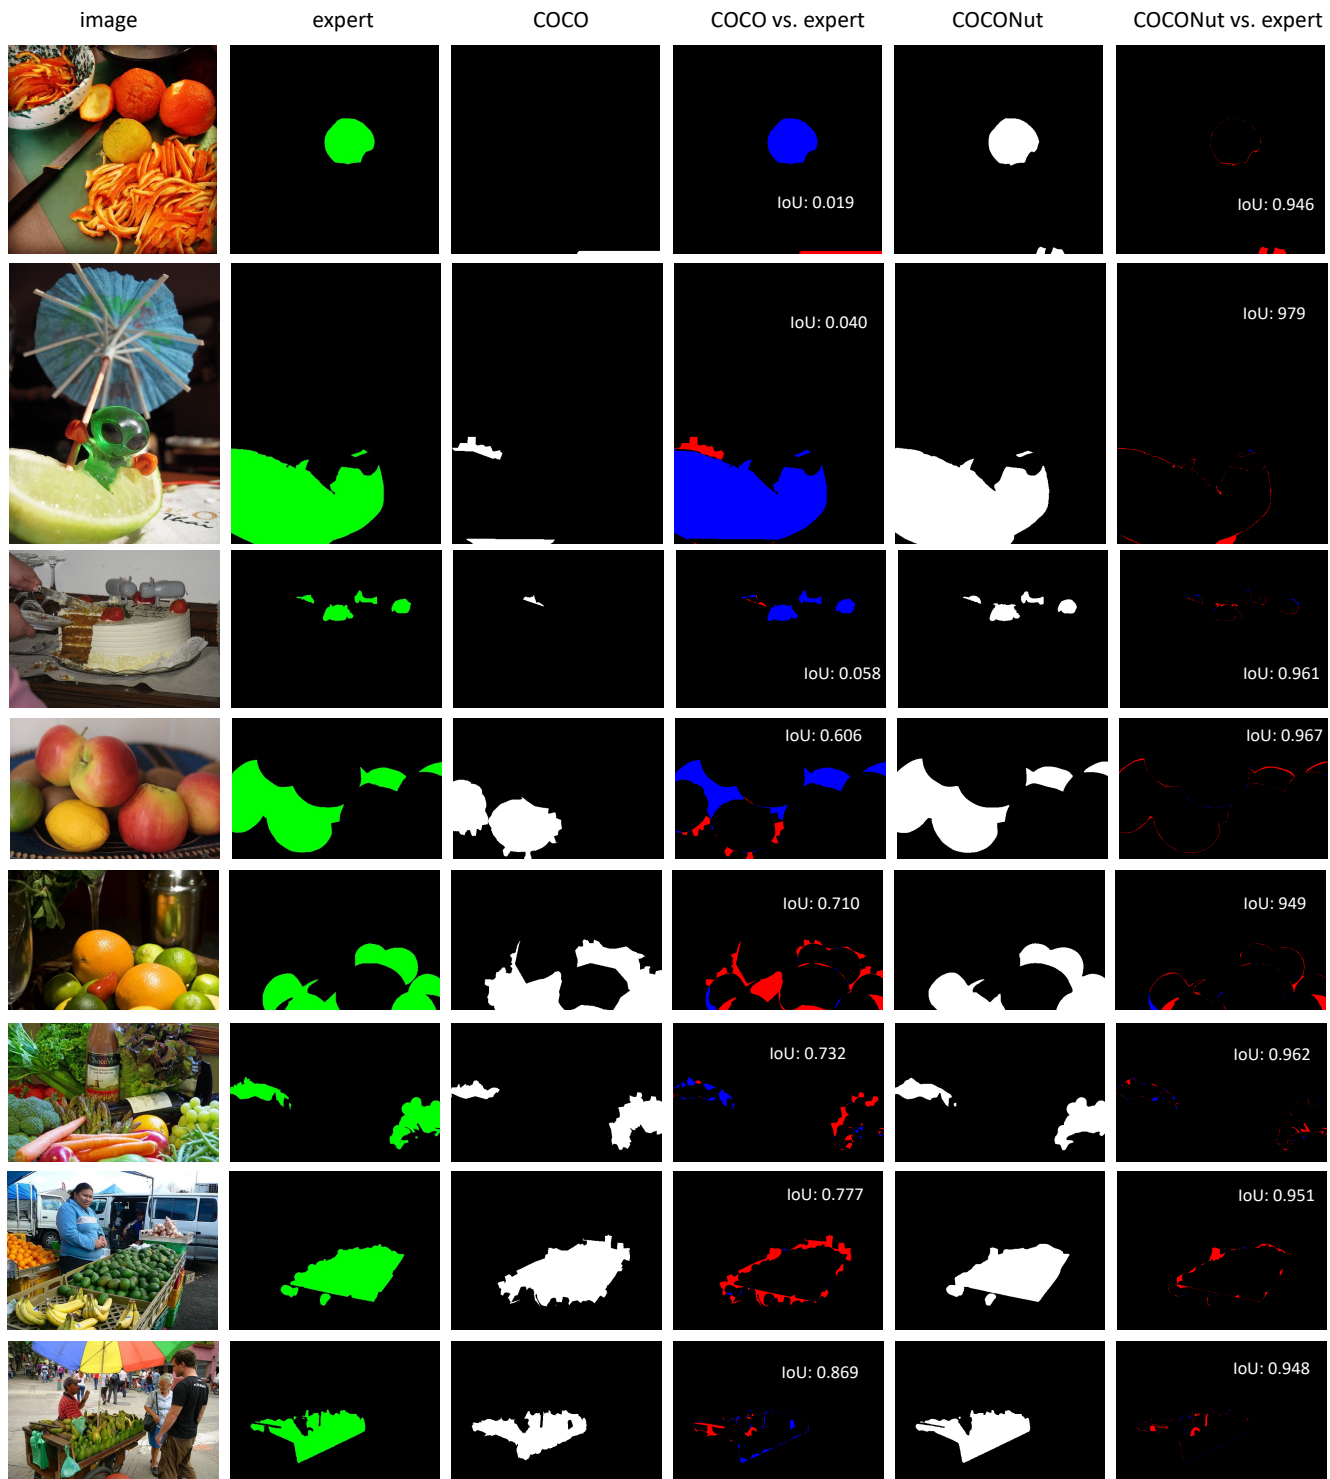 image expert COCO COCO vs. expert COCONut COCONut vs. expert
IoU: 0.019 IoU: 0.946
IoU: 0.040 IoU: 979
Thai
IoU: 0.058 IoU: 0.961
IoU: 0.606 IoU: 0.967
IoU: 0.710 IoU: 949
IoU: 0.732 IoU: 0.962
IoU: 0.777 IoU: 0.951
IoU: 0.869 IoU: 0.948